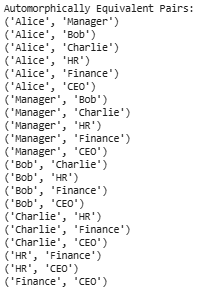 Automorphically Equivalent Pairs:
('Alice', 'Manager')
('Alice', 'Bob')
('Alice', 'Charlie')
('Alice', 'HR')
('Alice', 'Finance')
('Alice', 'CEO')
('Manager', 'Bob')
('Manager', 'Charlie')
('Manager', 'HR')
('Manager', 'Finance')
('Manager', 'CEO')
('Bob', 'Charlie')
('Bob', 'HR')
('Bob', 'Finance')
('Bob', 'CEO')
('Charlie', 'HR')
('Charlie', 'Finance')
('Charlie', 'CEO')
('HR', 'Finance')
('HR', 'CEO')
('Finance', 'CEO')